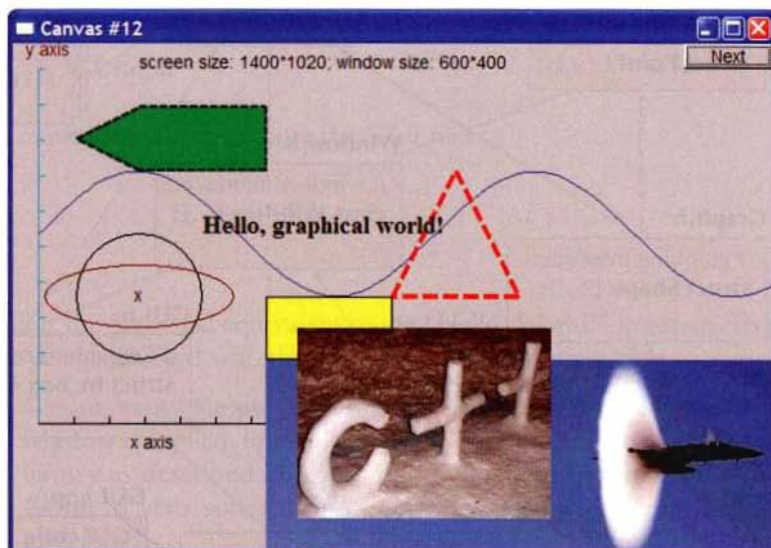 Canvas #12
y axis
screen size: 1400*1020; window size: 600*400
Next
Hello, graphical world!
x
C++
x axis